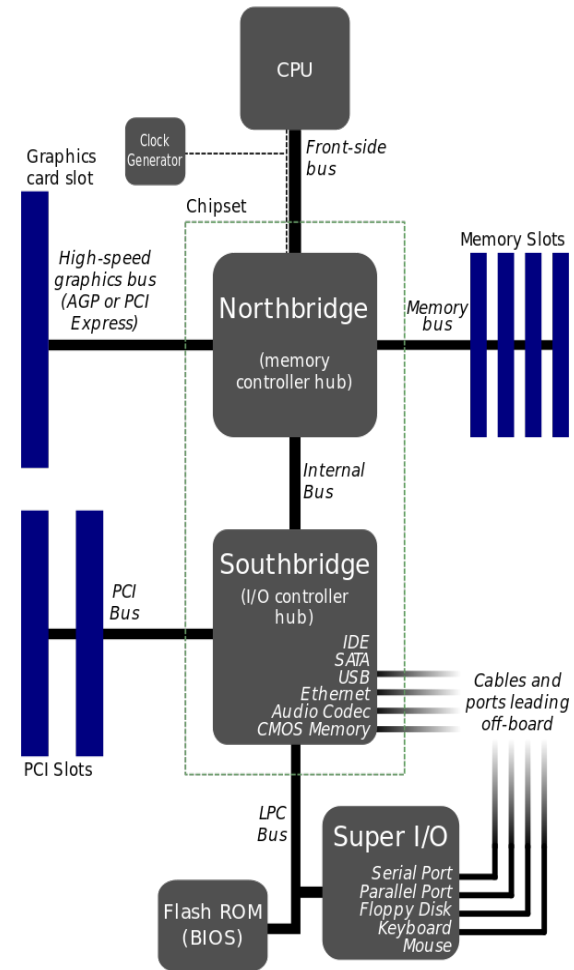 CPU
Clock
Generator
Front-side
bus
Graphics
card slot
Chipset
High-speed
graphics bus
(AGP or PCI
Express)
Northbridge
(memory
controller hub)
Memory
bus
Memory Slots
Internal
Bus
Southbridge
(I/O controller
hub)
IDE
SATA
USB
Ethernet
Audio Codec
CMOS Memory
PCI
Bus
PCI Slots
Cables and
ports leading
off-board
LPC
Bus
Super I/O
Serial Port
Parallel Port
Floppy Disk
Keyboard
Mouse
Flash ROM
(BIOS)